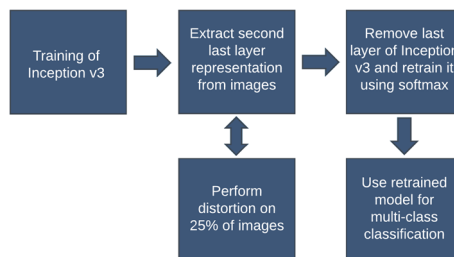 Training of
Inception v3
Extract second
last layer
representation
from images
Remove last
layer of Inception
v3 and retrain it
using softmax
Perform
distortion on
25% of images
Use retrained
model for
multi-class
classification